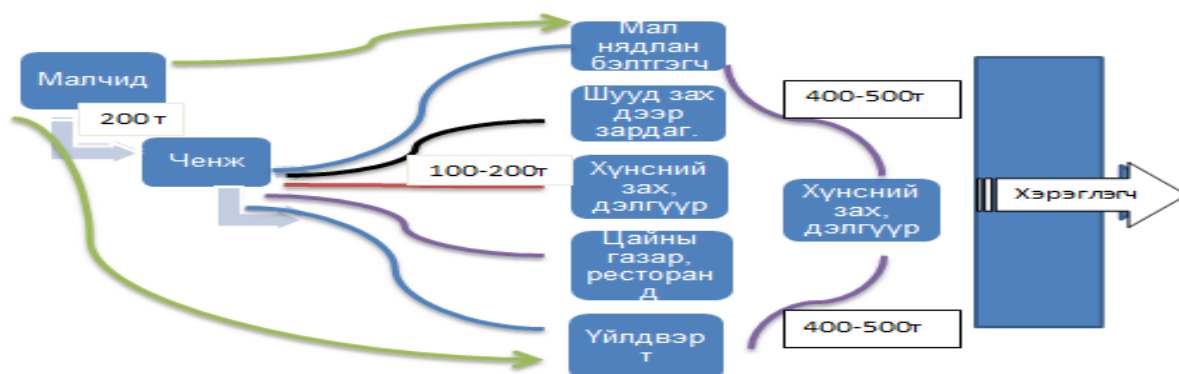 Малчид
200 т
Ченж
100-200т
Мал
нядлан
бэлтгэгч
Шууд зах
дээр
зардаг.
Хүнсний
зах,
дэлгүүр
Цайны
газар,
ресторан
д
Үйлдвэр
т
400-500т
Хүнсний
зах,
дэлгүүр
400-500т
Хэрэглэгч